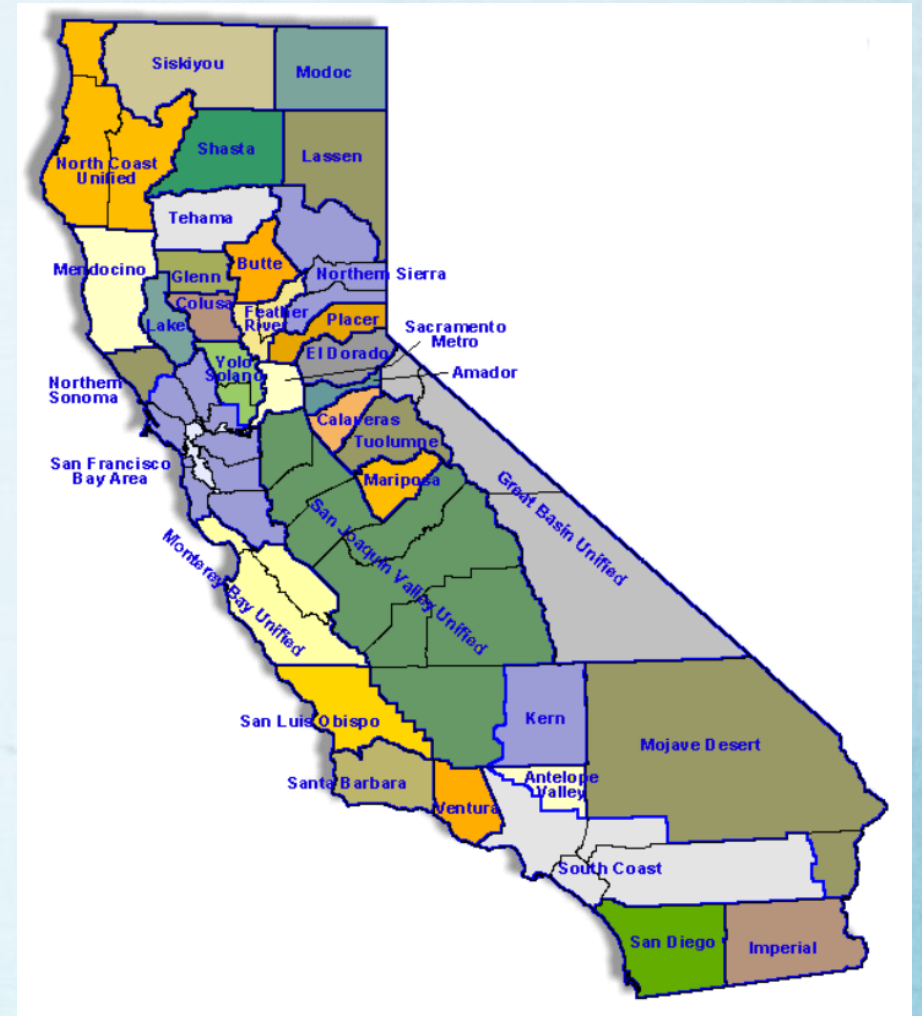 Siskiyou
Modoc
Shasta
Lassen
North Coast
Unified
Tehama
Mendocino
Glenn
Butte
Northern Sierra
Colusa
Feather
River
Lake
Placer
Sacramento
Metro
El Dorado
Yolo
Solano
Amador
Northern
Sonoma
Calaveras
Tuolumne
San Francisco
Bay Area
Mariposa
Great Basin Unified
San Joaquin Valley Unified
Monterey Bay Unified
San Luis Obispo
Kern
Mojave Desert
Santa Barbara
Antelope
Valley
Ventura
South Coast
San Diego
Imperial